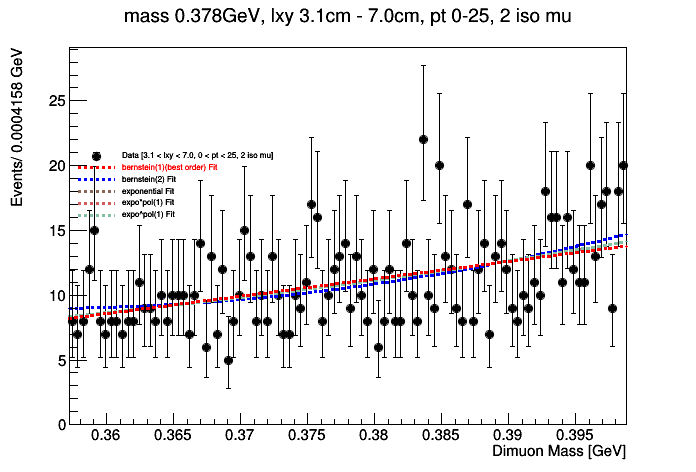 mass 0.378GeV, lxy 3.1cm - 7.0cm, pt 0-25, 2 iso mu
Events/ 0.0004158 GeV
25
20
15
10
5
0
Data [3.1 < lxy < 7.0, 0 < pt < 25, 2 iso mu]
bernstein(1)(best order) Fit
bernstein(2) Fit
exponential Fit
expo*pol(1) Fit
expo^pol(1) Fit
0.36 0.365 0.37 0.375 0.38 0.385 0.39 0.395
Dimuon Mass [GeV]